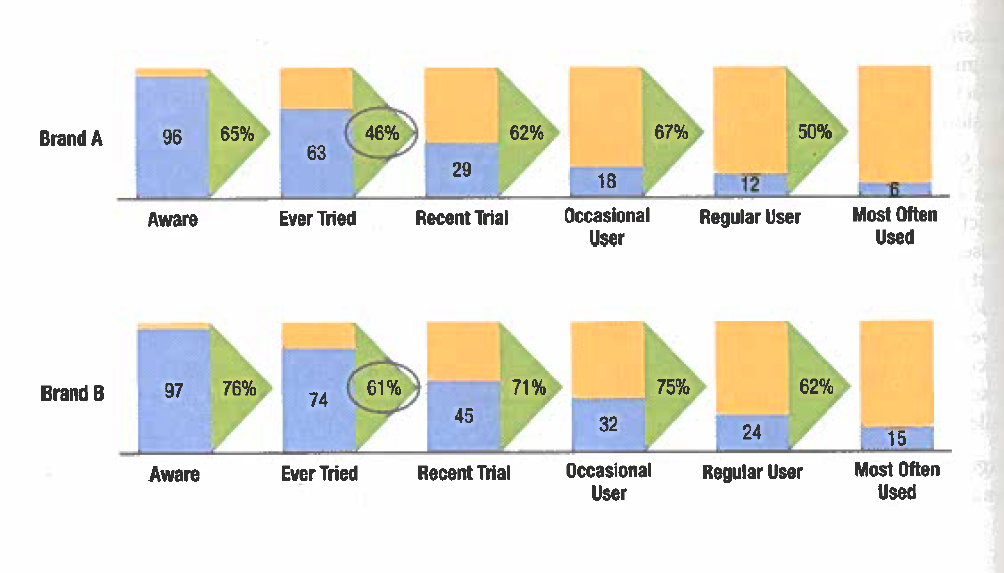 Brand A
96
65%
63
46%
29
62%
18
67%
12
50%
6
Aware
Ever Tried
Recent Trial
Occasional
User
Regular User
Most Often
Used
Brand B
97
76%
74
61%
45
71%
32
75%
24
62%
15
Aware
Ever Tried
Recent Trial
Occasional
User
Regular User
Most Often
Used